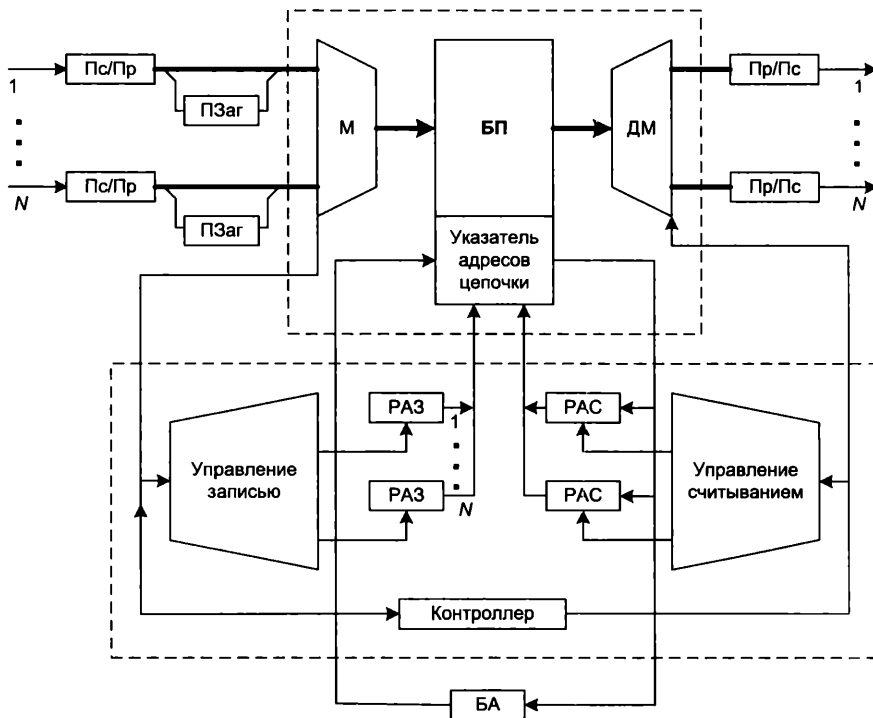 Пс/Пр
1
ПЗаг
Пс/Пр
N
ПЗаг
М
БП
Указатель
адресов
цепочки
ДМ
Пр/Пс
1
Пр/Пс
N
Управление
записью
РАЗ
1
РАЗ
N
РАС
РАС
Управление
считыванием
Контроллер
БА